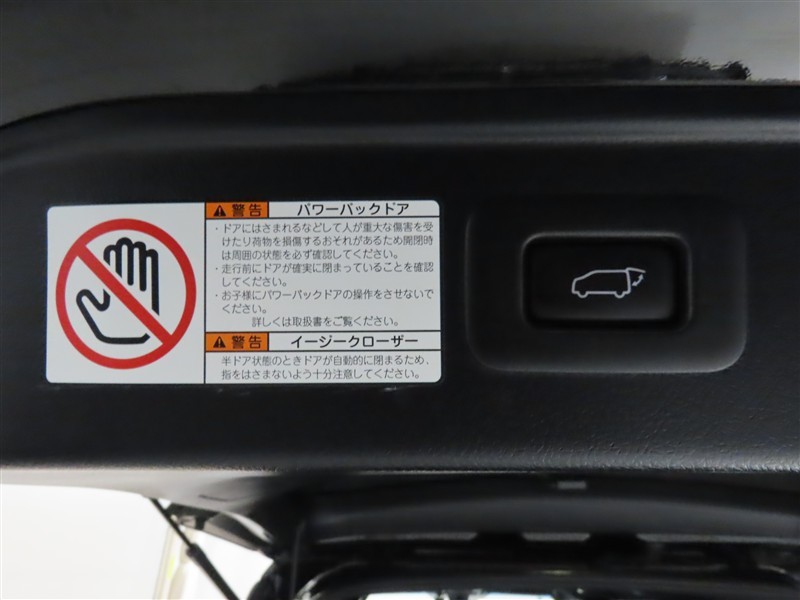 警告 パワーバックドア
・ドアにはさまれるなどして人が重大な傷害を受
けたり荷物を損傷するおそれがあるため開閉時
は周囲の状態を必ず確認してください。
・走行前にドアが確実に閉まっていることを確認
してください。
・お子様にパワーバックドアの操作をさせないで
ください。
詳しくは取扱書をご覧ください。
警告 イージークローザー
半ドア状態のときドアが自動的に閉まるため、
指をはさまないよう十分注意してください。